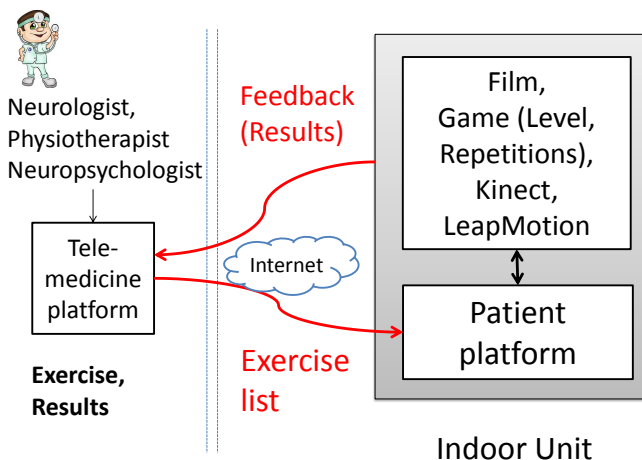 Neurologist,
Physiotherapist
Neuropsychologist
Tele-
medicine
platform
Exercise,
Results
Feedback
(Results)
Internet
Exercise
list
Film,
Game (Level,
Repetitions),
Kinect,
LeapMotion
Patient
platform
Indoor Unit